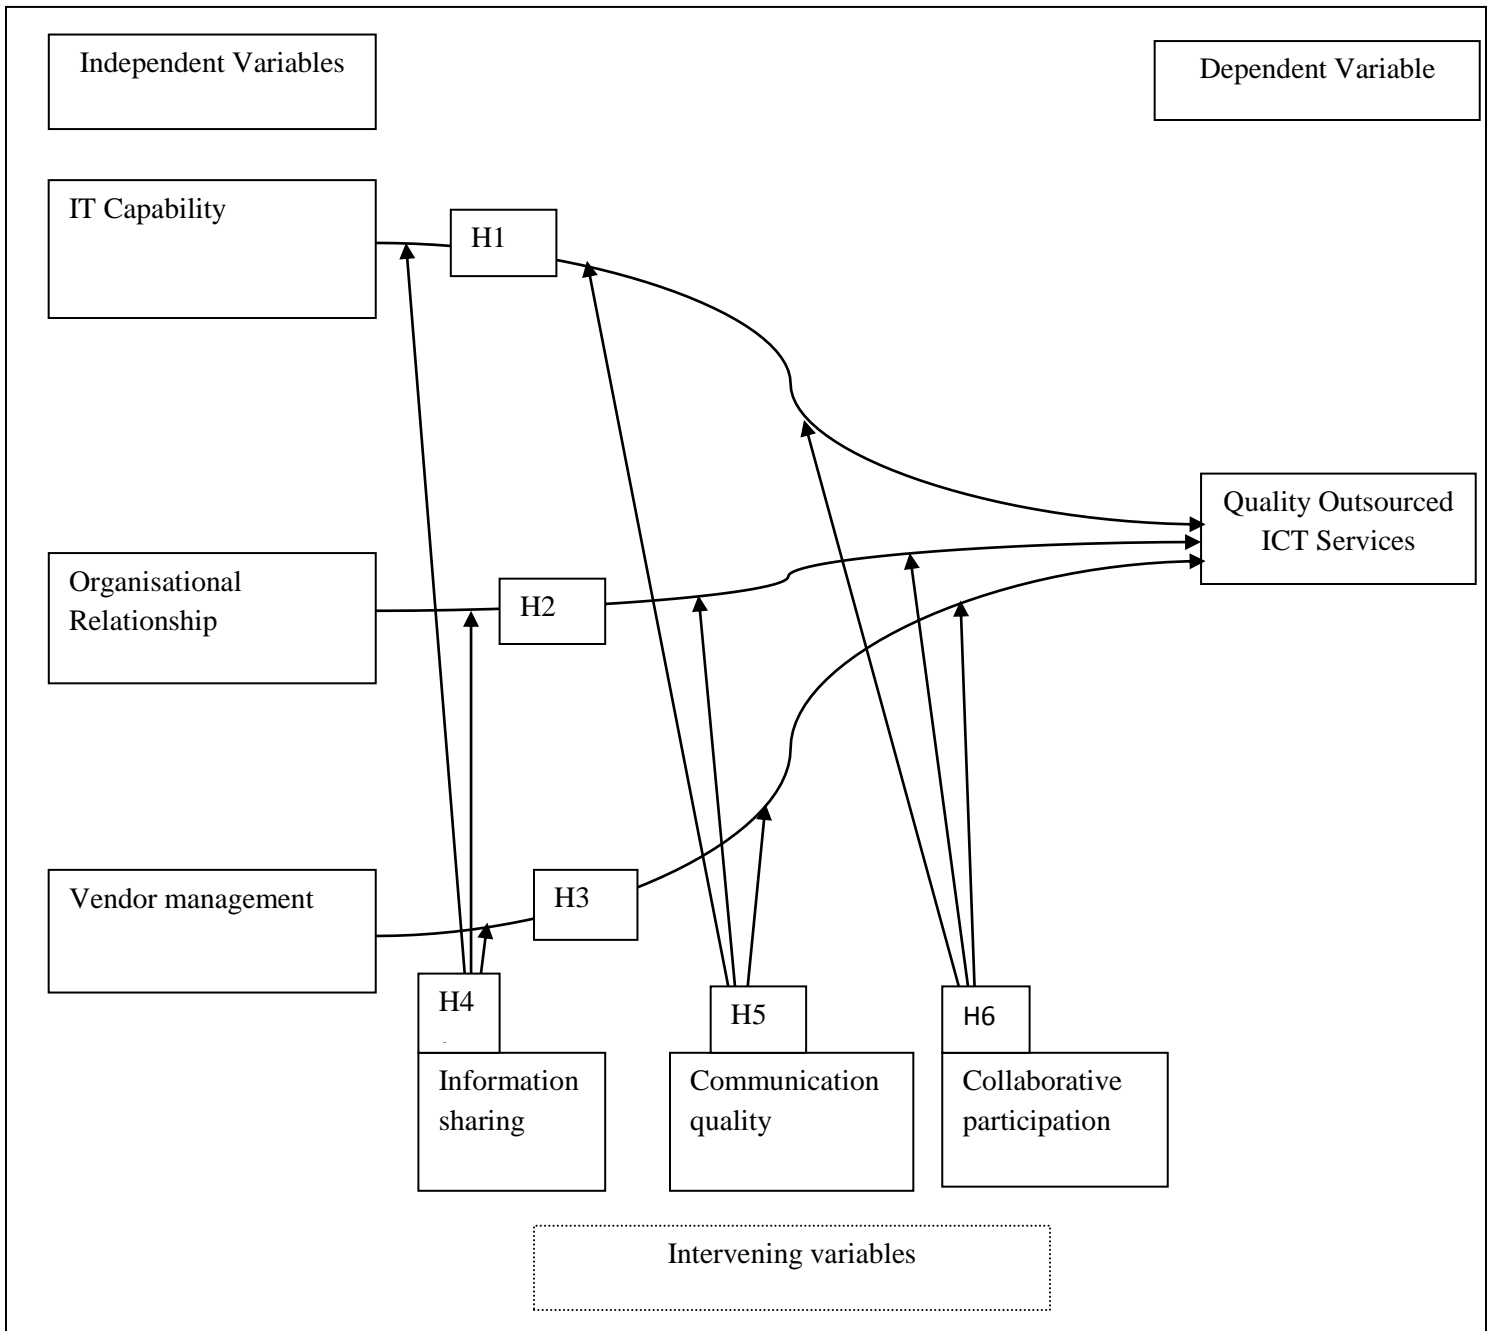 Independent Variables
Dependent Variable
IT Capability
H1
Quality Outsourced
ICT Services
Organisational
Relationship
H2
Vendor management
H3
H4
H5
H6
Information
sharing
Communication
quality
Collaborative
participation
Intervening variables